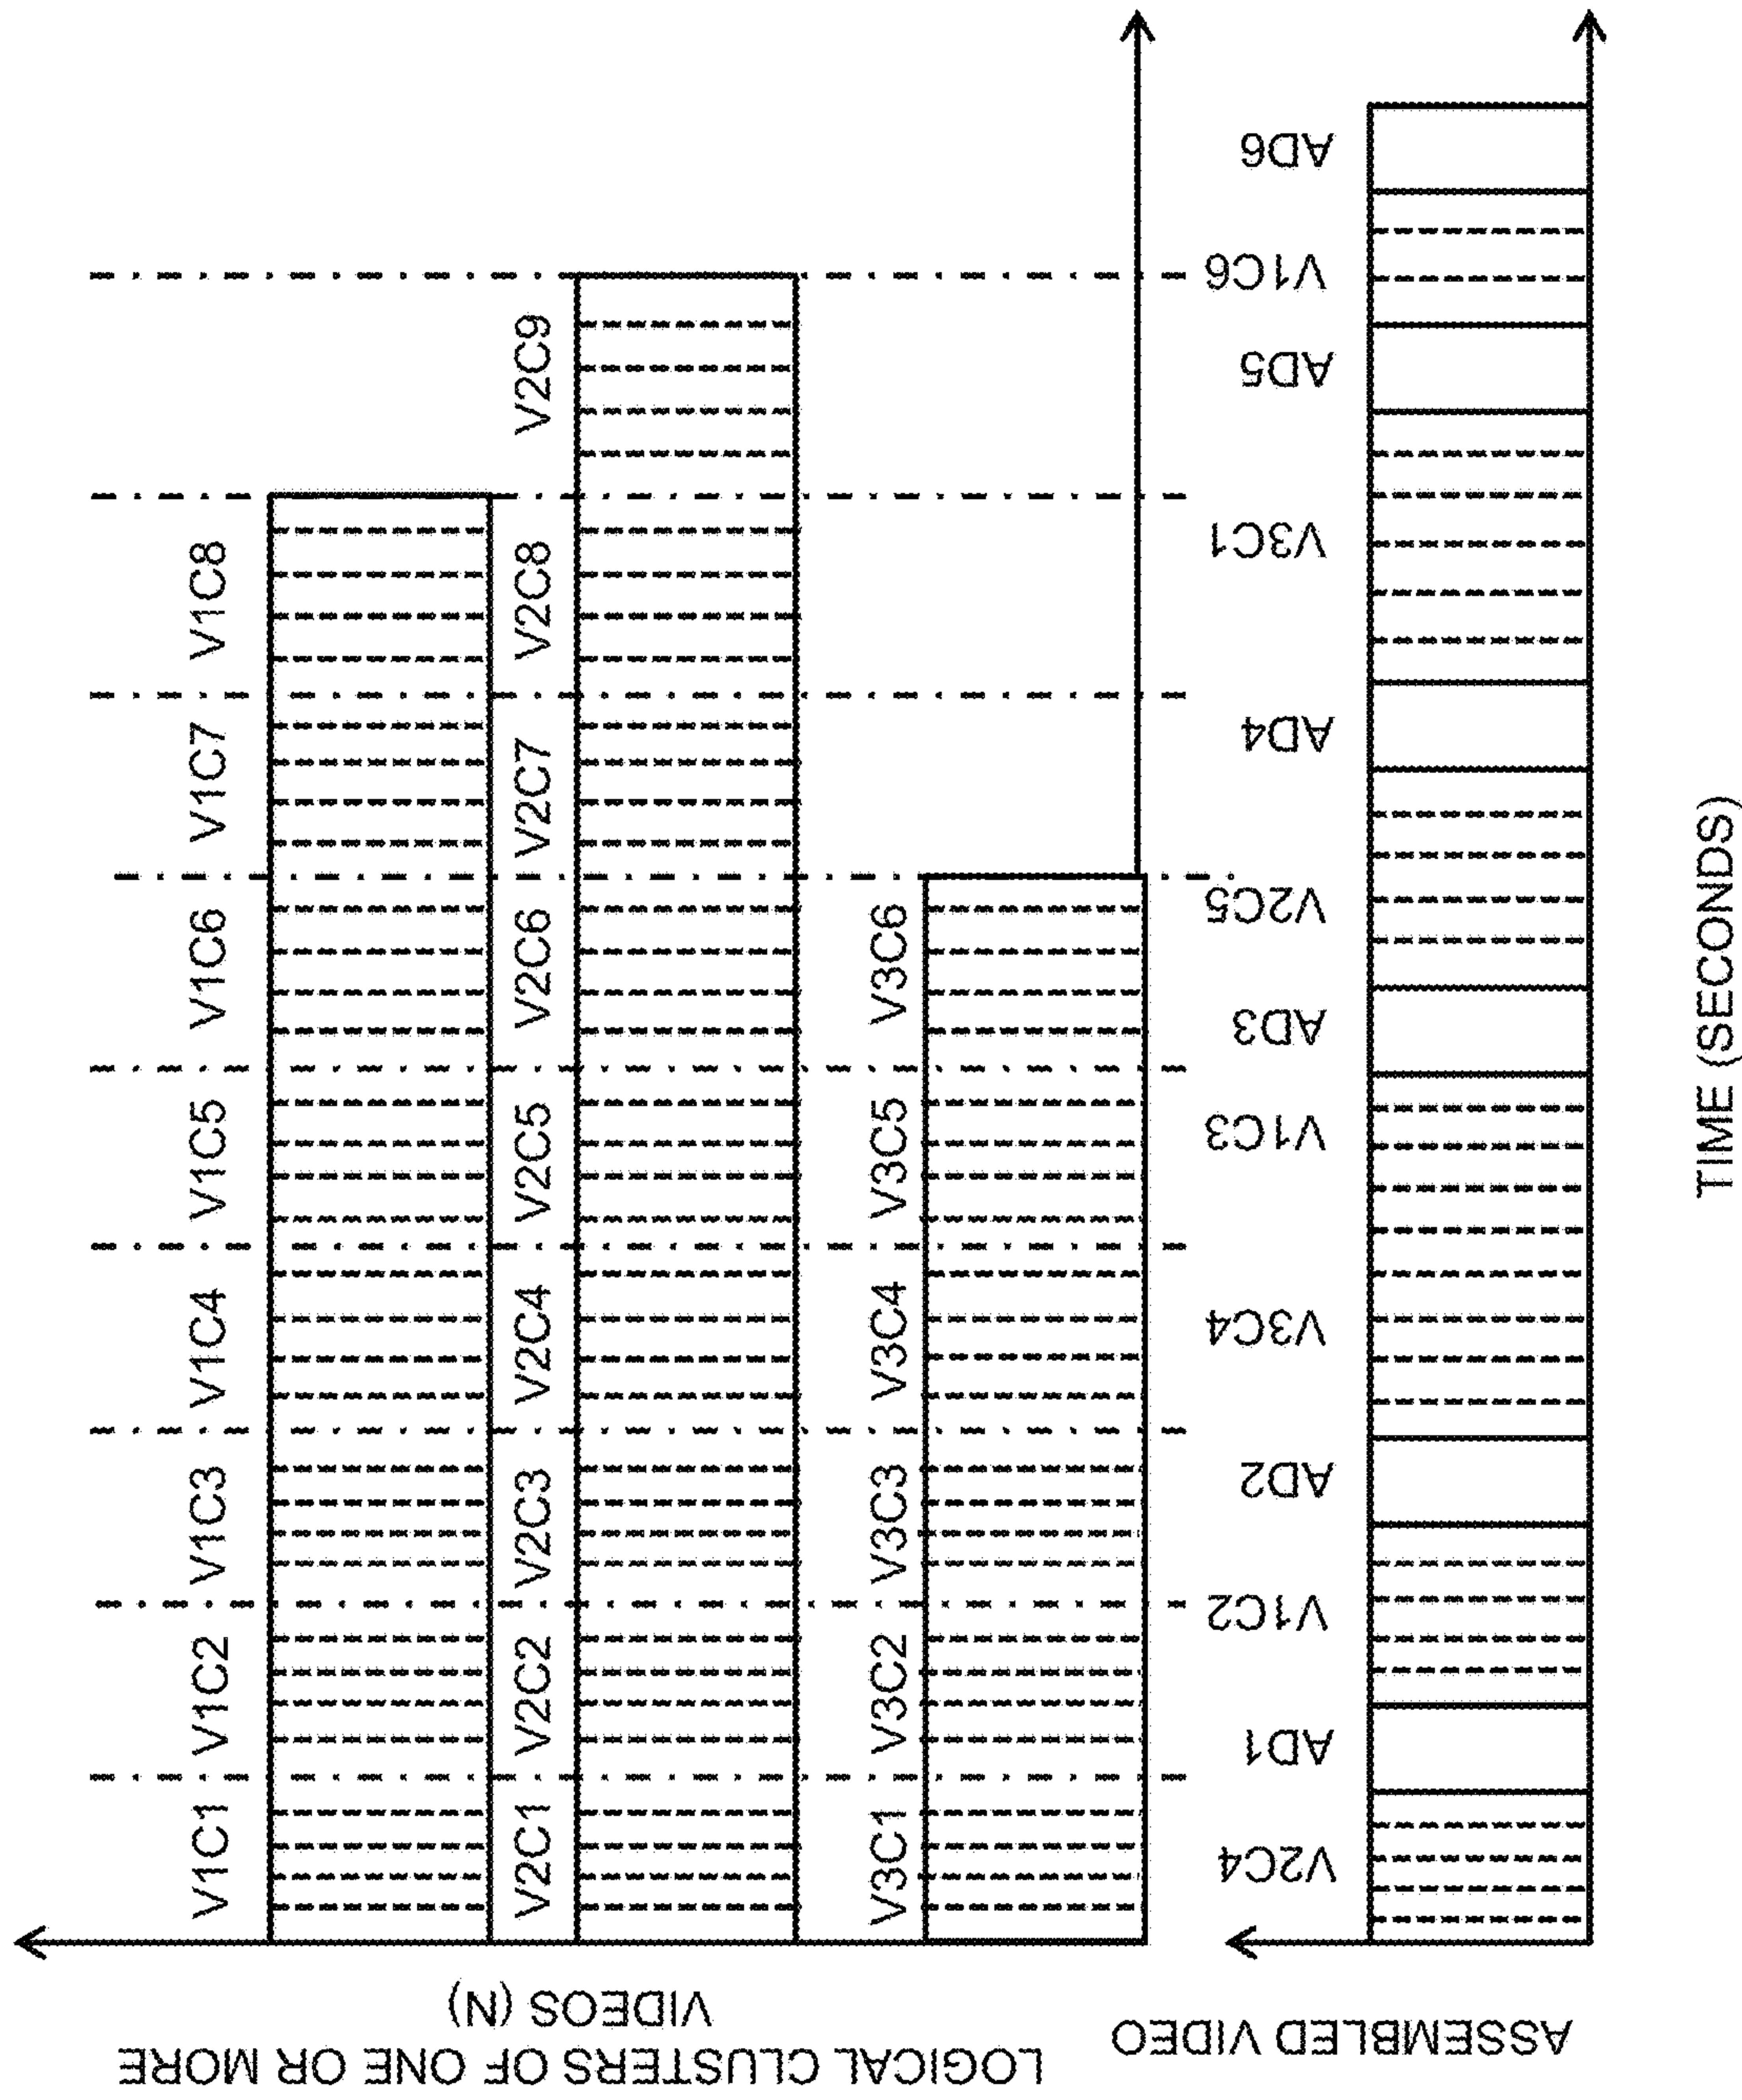 V1C1 V1C2 V1C3 V1C4 V1C5 V1C6 V1C7 V1C8
V2C1 V2C2 V2C3 V2C4 V2C5 V2C6 V2C7 V2C8 V2C9
V3C1 V3C2 V3C3 V3C4 V3C5 V3C6
LOGICAL CLUSTERS OF ONE OR MORE
VIDEOS (N)
V2C4 AD1 V1C2 AD2 V3C4 V1C3 AD3 V2C5 AD4 V3C1 AD5 V1C6 AD6
ASSEMBLED VIDEO
TIME (SECONDS)